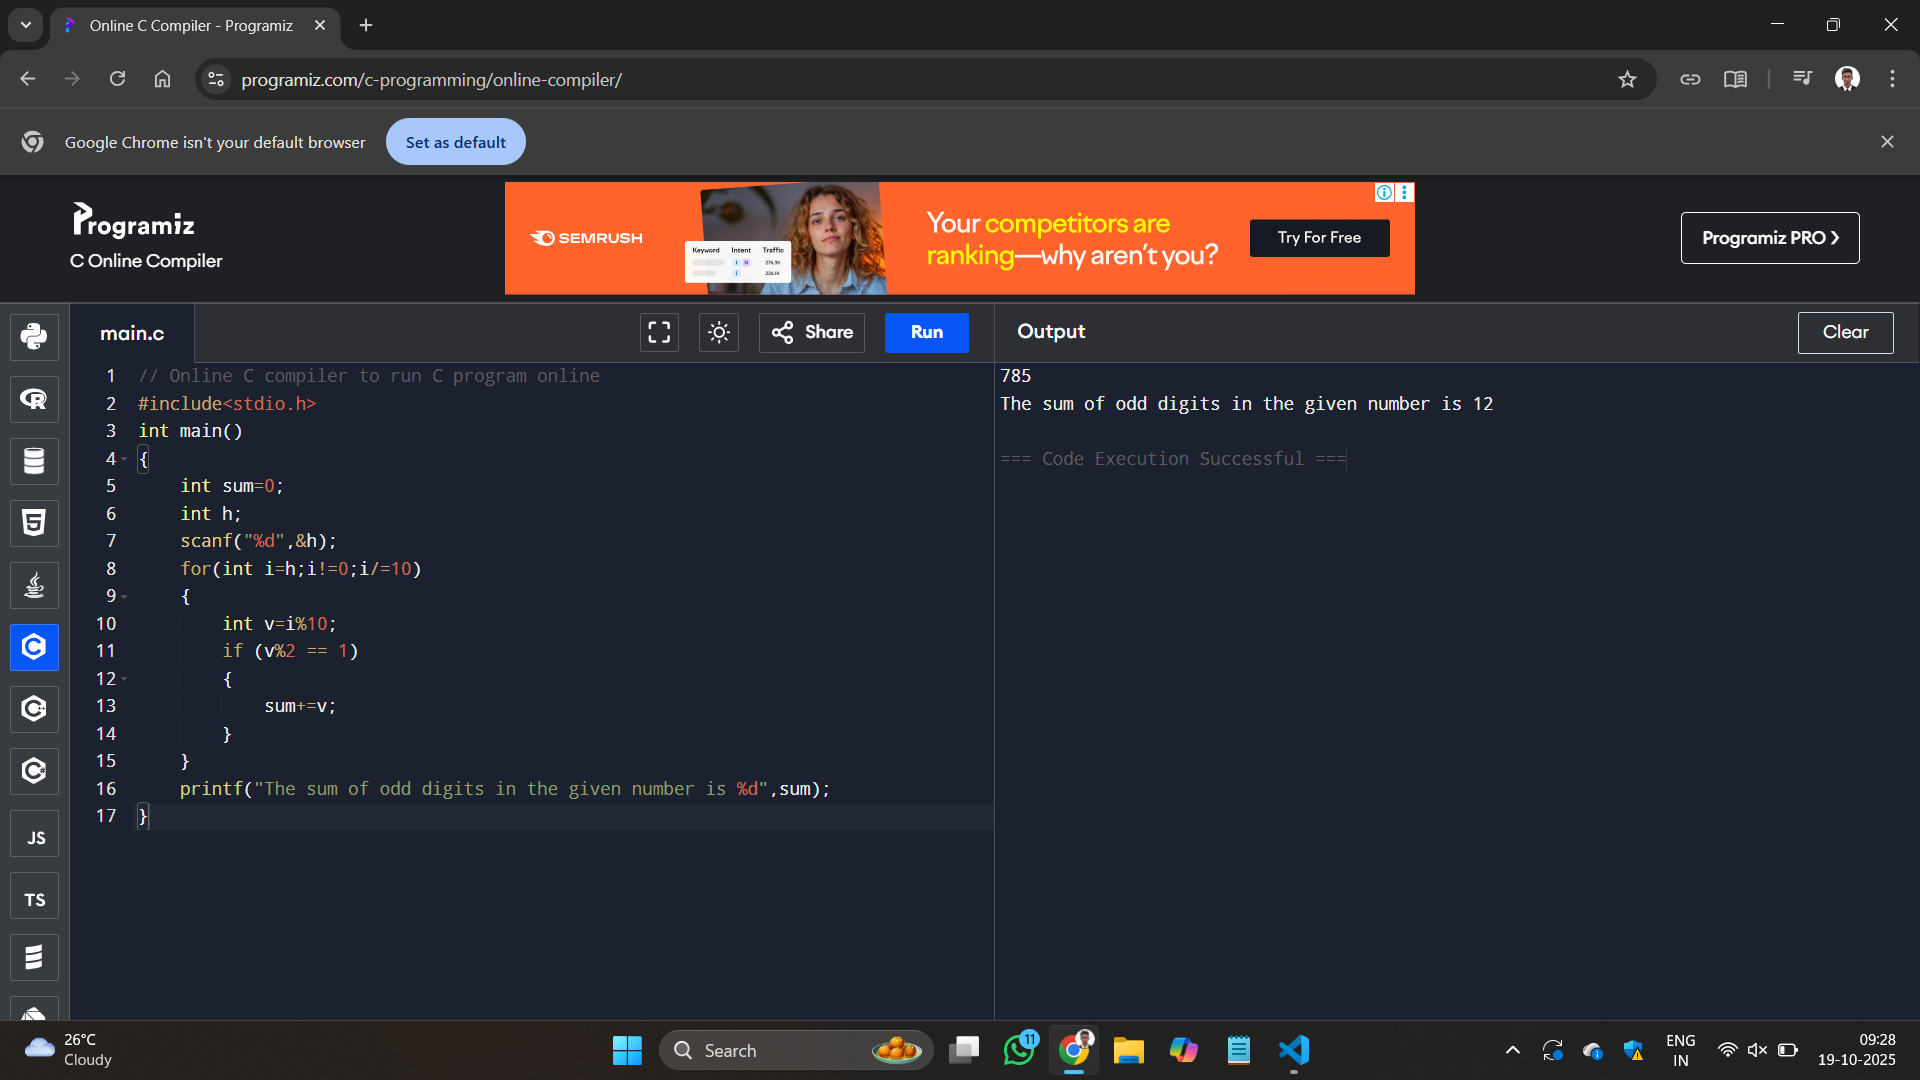 Online C Compiler - Programiz
programiz.com/c-programming/online-compiler/
Google Chrome isn't your default browser
Set as default
Programiz
C Online Compiler
SEMRUSH
Keyword Intent Traffic
I N 276.3K
I 226.1K
Your competitors are
ranking—why aren't you?
Try For Free
Programiz PRO ›
main.c
Share
Run
Output
Clear
1 // Online C compiler to run C program online
2 #include<stdio.h>
3 int main()
4 {
5 int sum=0;
6 int h;
7 scanf("%d",&h);
8 for(int i=h;i!=0;i/=10)
9 {
10 int v=i%10;
11 if (v%2 == 1)
12 {
13 sum+=v;
14 }
15 }
16 printf("The sum of odd digits in the given number is %d",sum);
17 }
785
The sum of odd digits in the given number is 12
=== Code Execution Successful ===
R
5
C
C++
C
JS
TS
26°C
Cloudy
Search
11
ENG
IN
09:28
19-10-2025